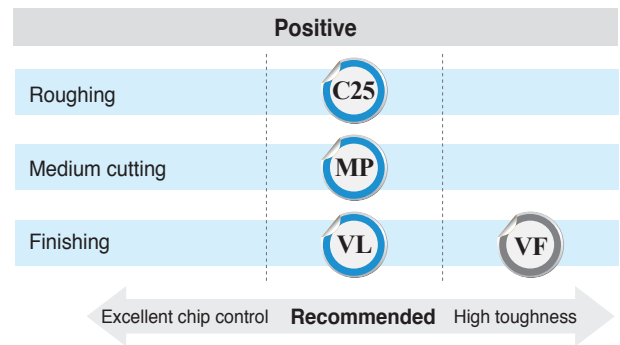 Positive
Roughing C25
Medium cutting MP
Finishing VL VF
Excellent chip control Recommended High toughness